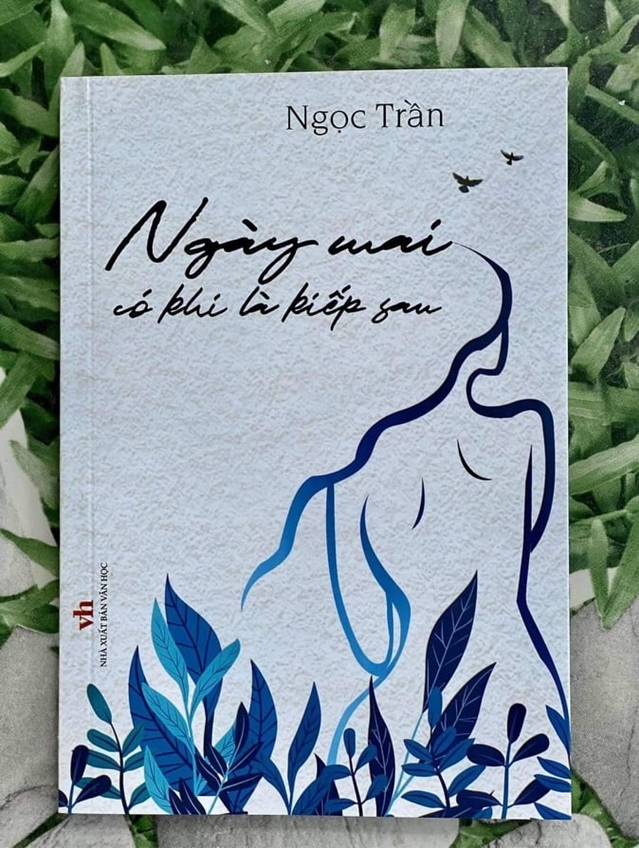 Ngọc Trần
Ngày mai
có khi là kiếp sau
vh
NHÀ XUẤT BẢN VĂN HỌC